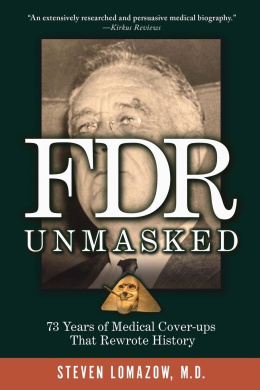 “An extensively researched and persuasive medical biography.”
—Kirkus Reviews
FDR
UNMASKED
73 Years of Medical Cover-ups
That Rewrote History
STEVEN LOMAZOW, M.D.